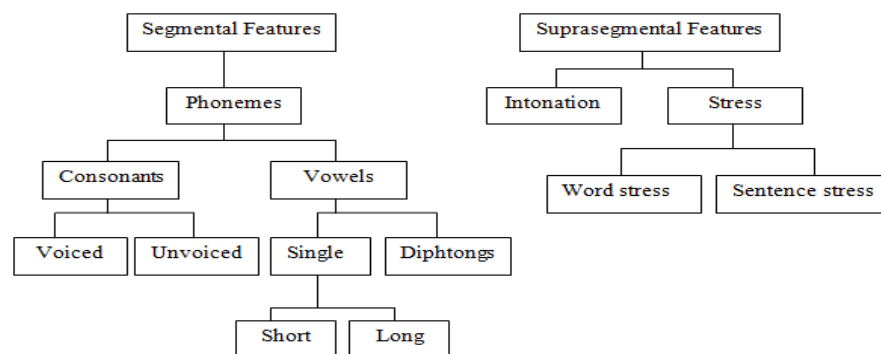 Segmental Features
Suprasegmental Features
Phonemes
Intonation
Stress
Consonants
Vowels
Word stress
Sentence stress
Voiced
Unvoiced
Single
Diphtongs
Short
Long